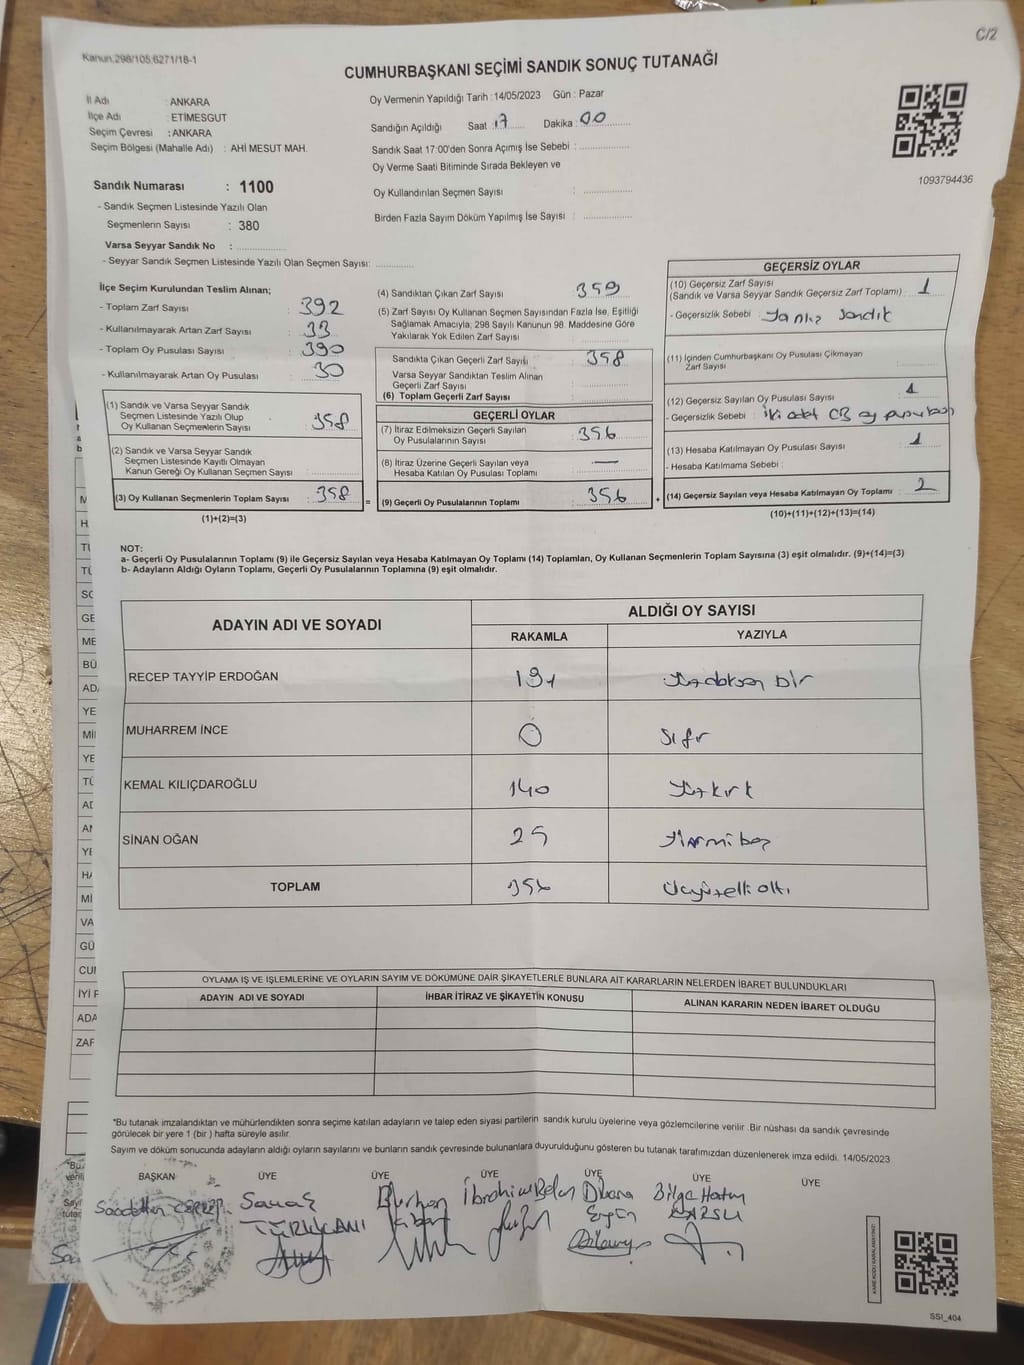 C/2
Kanun.298/105,6271/18-1
CUMHURBAŞKANI SEÇİMİ SANDIK SONUÇ TUTANAĞI
İl Adı : ANKARA
İlçe Adı : ETİMESGUT
Seçim Çevresi : ANKARA
Seçim Bölgesi (Mahalle Adı) : AHİ MESUT MAH.
Oy Vermenin Yapıldığı Tarih :14/05/2023 Gün : Pazar
Sandığın Açıldığı Saat :17 Dakika :00
Sandık Saat 17:00'den Sonra Açımış İse Sebebi :
Oy Verme Saati Bitiminde Sırada Bekleyen ve
Oy Kullandırılan Seçmen Sayısı :
Birden Fazla Sayım Döküm Yapılmış İse Sayısı :
1093794436
Sandık Numarası : 1100
- Sandık Seçmen Listesinde Yazılı Olan
Seçmenlerin Sayısı : 380
Varsa Seyyar Sandık No :
- Seyyar Sandık Seçmen Listesinde Yazılı Olan Seçmen Sayısı:
İlçe Seçim Kurulundan Teslim Alınan;
- Toplam Zarf Sayısı : 392
- Kullanılmayarak Artan Zarf Sayısı : 33
- Toplam Oy Pusulası Sayısı : 390
- Kullanılmayarak Artan Oy Pusulası : 30
(1) Sandık ve Varsa Seyyar Sandık
Seçmen Listesinde Yazılı Olup
Oy Kullanan Seçmenlerin Sayısı : 358
(2) Sandık ve Varsa Seyyar Sandık
Seçmen Listesinde Kayıtlı Olmayan
Kanun Gereği Oy Kullanan Seçmen Sayısı :
(3) Oy Kullanan Seçmenlerin Toplam Sayısı : 358
(1)+(2)=(3)
(4) Sandıktan Çıkan Zarf Sayısı : 359
(5) Zarf Sayısı Oy Kullanan Seçmen Sayısından Fazla İse, Eşitliği
Sağlamak Amacıyla; 298 Sayılı Kanunun 98. Maddesine Göre
Yakılarak Yok Edilen Zarf Sayısı :
Sandıkta Çıkan Geçerli Zarf Sayılı : 358
Varsa Seyyar Sandıktan Teslim Alınan
Geçerli Zarf Sayısı :
(6) Toplam Geçerli Zarf Sayısı :
GEÇERLİ OYLAR
(7) İtiraz Edilmeksizin Geçerli Sayılan
Oy Pusulalarının Sayısı : 356
(8) İtiraz Üzerine Geçerli Sayılan veya
Hesaba Katılan Oy Pusulası Toplamı : —
= (9) Geçerli Oy Pusulalarının Toplamı : 356
GEÇERSİZ OYLAR
(10) Geçersiz Zarf Sayısı
(Sandık ve Varsa Seyyar Sandık Geçersiz Zarf Toplamı) : 1
- Geçersizlik Sebebi : Yanlış sandık
(11) İçinden Cumhurbaşkanı Oy Pusulası Çıkmayan
Zarf Sayısı :
(12) Geçersiz Sayılan Oy Pusulası Sayısı : 1
- Geçersizlik Sebebi : iki adet CB oy pusulası
(13) Hesaba Katılmayan Oy Pusulası Sayısı : 1
- Hesaba Katılmama Sebebi :
+ (14) Geçersiz Sayılan veya Hesaba Katılmayan Oy Toplamı : 2
(10)+(11)+(12)+(13)=(14)
NOT:
a- Geçerli Oy Pusulalarının Toplamı (9) ile Geçersiz Sayılan veya Hesaba Katılmayan Oy Toplamı (14) Toplamları, Oy Kullanan Seçmenlerin Toplam Sayısına (3) eşit olmalıdır. (9)+(14)=(3)
b- Adayların Aldığı Oyların Toplamı, Geçerli Oy Pusulalarının Toplamına (9) eşit olmalıdır.
ADAYIN ADI VE SOYADI
ALDIĞI OY SAYISI
RAKAMLA YAZIYLA
RECEP TAYYİP ERDOĞAN 191 Yüzdoksan bir
MUHARREM İNCE 0 Sıfır
KEMAL KILIÇDAROĞLU 140 Yüzkırk
SİNAN OĞAN 25 Yirmibeş
TOPLAM 356 Üçyüzelli altı
OYLAMA İŞ VE İŞLEMLERİNE VE OYLARIN SAYIM VE DÖKÜMÜNE DAİR ŞİKAYETLERLE BUNLARA AİT KARARLARIN NELERDEN İBARET BULUNDUKLARI
ADAYIN ADI VE SOYADI İHBAR İTİRAZ VE ŞİKAYETİN KONUSU ALINAN KARARIN NEDEN İBARET OLDUĞU
*Bu tutanak imzalandıktan ve mühürlendikten sonra seçime katılan adayların ve talep eden siyasi partilerin sandık kurulu üyelerine veya gözlemcilerine verilir .Bir nüshası da sandık çevresinde
görülecek bir yere 1 (bir ) hafta süreyle asılır.
Sayım ve döküm sonucunda adayların aldığı oyların sayılarını ve bunların sandık çevresinde bulunanlara duyurulduğunu gösteren bu tutanak tarafımızdan düzenlenerek imza edildi. 14/05/2023
BAŞKAN ÜYE ÜYE ÜYE ÜYE ÜYE ÜYE
Saadettin Savaş Burhan İbrahim Dilara Bilge Hatun
TÜRKCANI Ergin KARSLI
KAREKODU KARALAMAYINIZ!
SSI_404